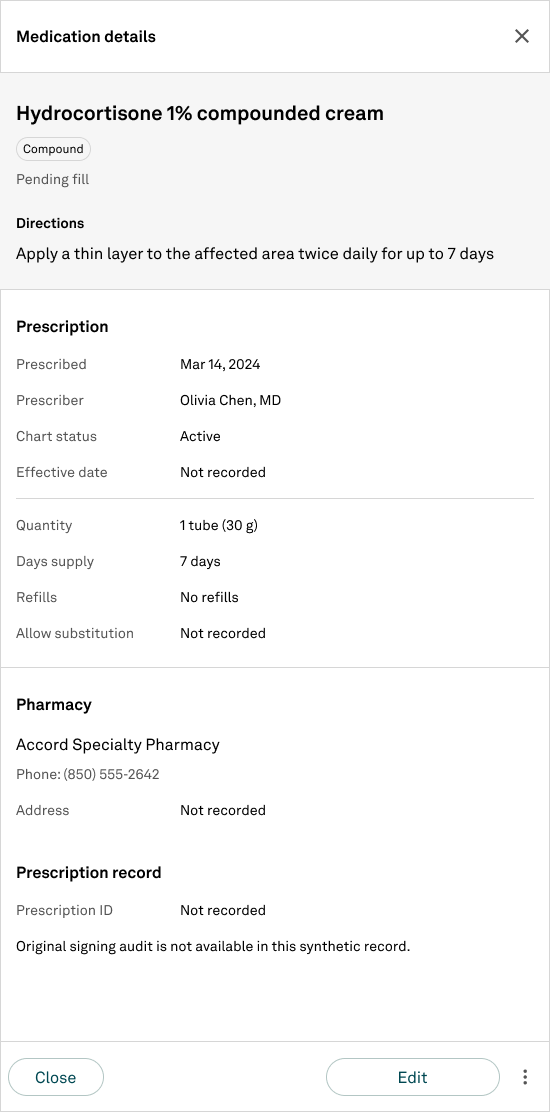 Medication details
Hydrocortisone 1% compounded cream
Compound
Pending fill
Directions
Apply a thin layer to the affected area twice daily for up to 7 days
Prescription
Prescribed Mar 14, 2024
Prescriber Olivia Chen, MD
Chart status Active
Effective date Not recorded
Quantity 1 tube (30 g)
Days supply 7 days
Refills No refills
Allow substitution Not recorded
Pharmacy
Accord Specialty Pharmacy
Phone: (850) 555-2642
Address Not recorded
Prescription record
Prescription ID Not recorded
Original signing audit is not available in this synthetic record.
Close Edit